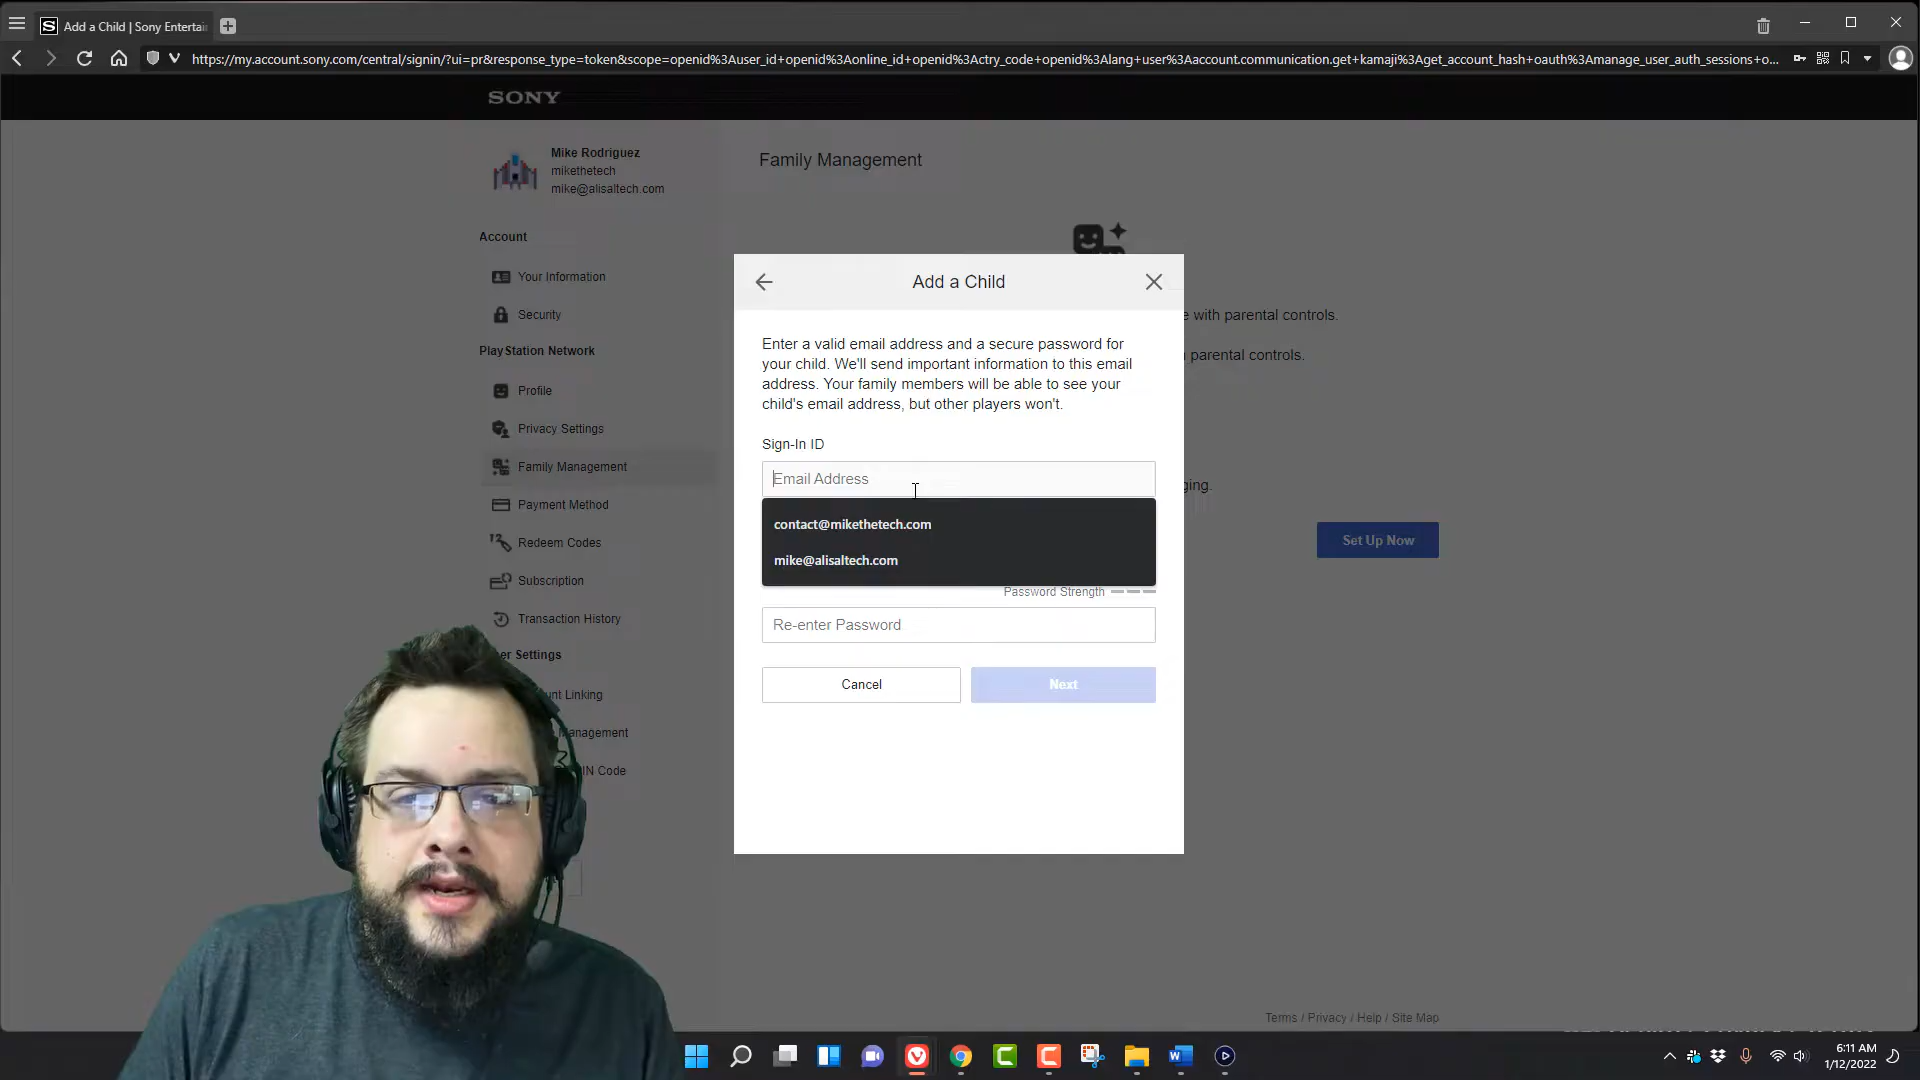 Add a Child | Sony Entertai
https://my.account.sony.com/central/signin/?ui=pr&response_type=token&scope=openid%3Auser_id+openid%3Aonline_id+openid%3Actry_code+openid%3Alang+user%3Aaccount.communication.get+kamaji%3Aget_account_hash+oauth%3Amanage_user_auth_sessions+o...
SONY
Mike Rodriguez
mikethetech
mike@alisaltech.com
Account
Your Information
Security
PlayStation Network
Profile
Privacy Settings
Family Management
Payment Method
Redeem Codes
Subscription
Transaction History
er Settings
unt Linking
anagement
IN Code
Family Management
e with parental controls.
parental controls.
ging.
Set Up Now
Add a Child
Enter a valid email address and a secure password for
your child. We'll send important information to this email
address. Your family members will be able to see your
child's email address, but other players won't.
Sign-In ID
Email Address
contact@mikethetech.com
mike@alisaltech.com
Password Strength
Re-enter Password
Cancel
Next
Terms / Privacy / Help / Site Map
6:11 AM
1/12/2022